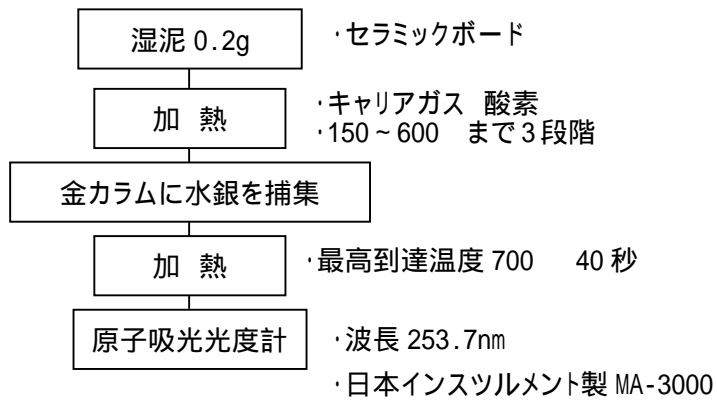 湿泥 0.2g ・セラミックボード
加 熱 ・キャリアガス 酸素
・150～600 まで3段階
金カラムに水銀を捕集
加 熱 ・最高到達温度 700 40 秒
原子吸光光度計 ・波長 253.7nm
・日本インスツルメント製 MA-3000